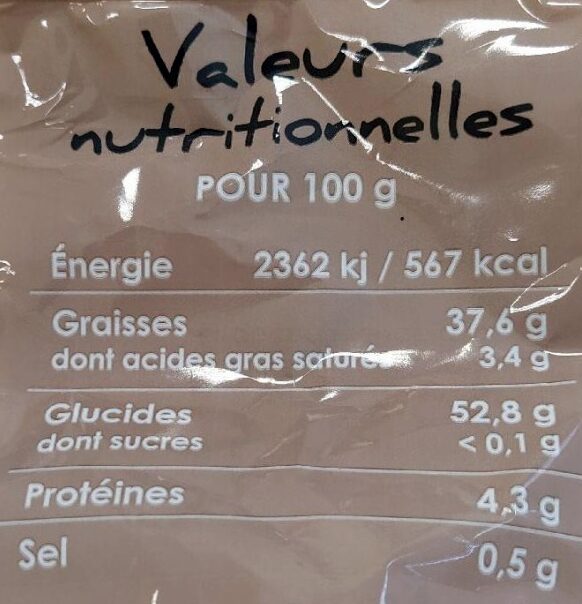 Valeurs
nutritionnelles
POUR 100 g
Énergie 2362 kj / 567 kcal
Graisses 37,6 g
dont acides gras saturés 3,4 g
Glucides 52,8 g
dont sucres < 0,1 g
Protéines 4,3 g
Sel 0,5 g